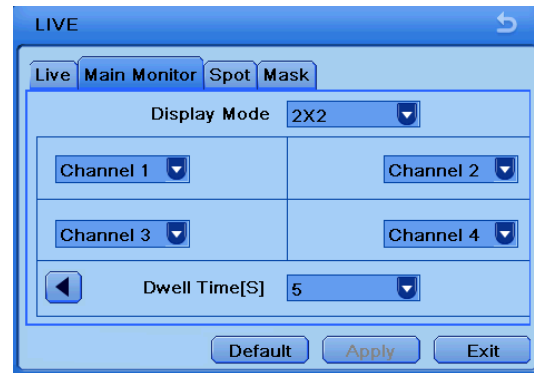 LIVE
Live Main Monitor Spot Mask
Display Mode 2X2
Channel 1 Channel 2
Channel 3 Channel 4
Dwell Time[S] 5
Default Apply Exit